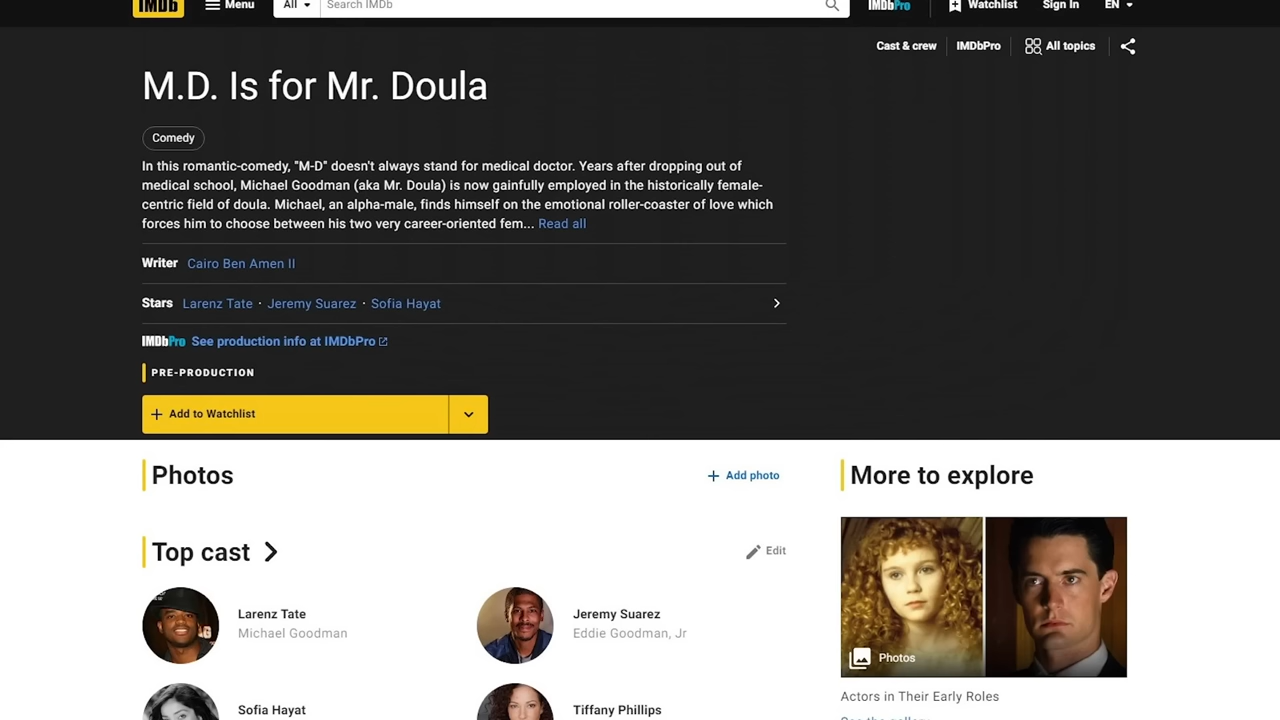 IMDb Menu All Search IMDb IMDbPro Watchlist Sign In EN
Cast & crew IMDbPro All topics
M.D. Is for Mr. Doula
Comedy
In this romantic-comedy, "M-D" doesn't always stand for medical doctor. Years after dropping out of
medical school, Michael Goodman (aka Mr. Doula) is now gainfully employed in the historically female-
centric field of doula. Michael, an alpha-male, finds himself on the emotional roller-coaster of love which
forces him to choose between his two very career-oriented fem... Read all
Writer Cairo Ben Amen II
Stars Larenz Tate · Jeremy Suarez · Sofia Hayat
IMDbPro See production info at IMDbPro
PRE-PRODUCTION
+ Add to Watchlist
Photos
+ Add photo
More to explore
Top cast
Edit
Larenz Tate
Michael Goodman
Jeremy Suarez
Eddie Goodman, Jr
Photos
Actors in Their Early Roles
See the gallery
Sofia Hayat
Tiffany Phillips